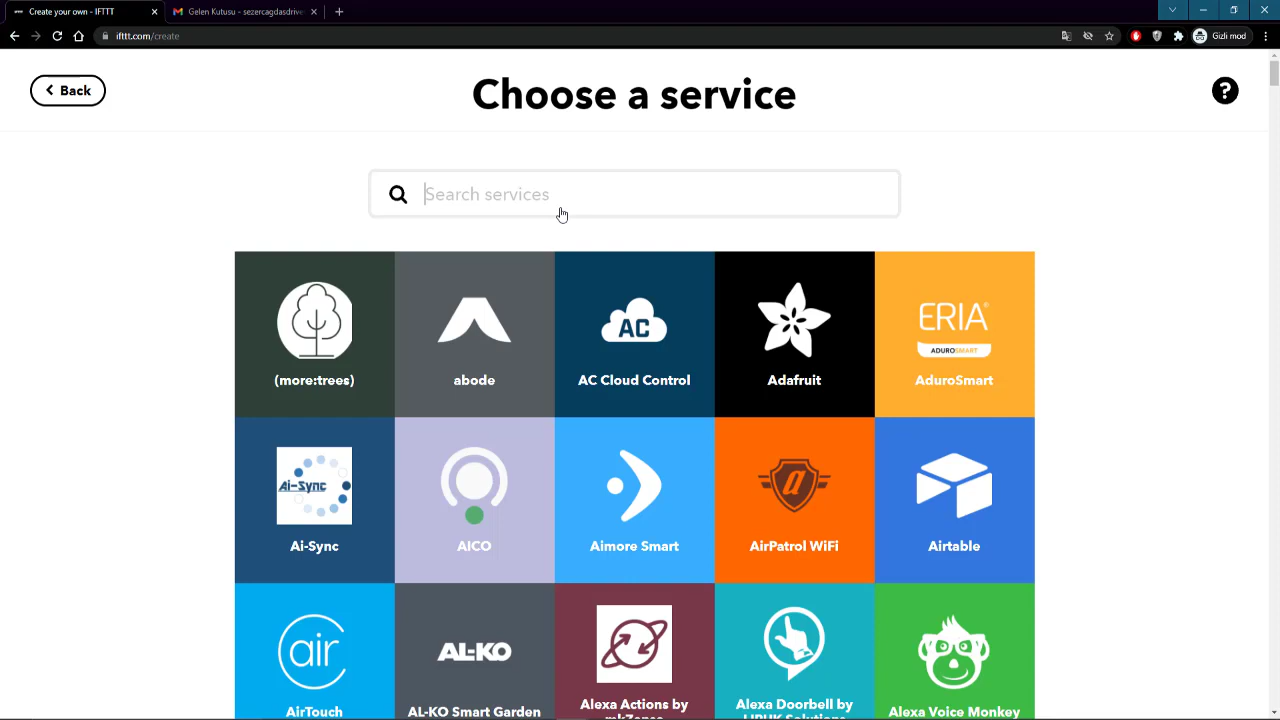 Create your own - IFTTT
Gelen Kutusu - sezercagdasdrive
ifttt.com/create
Gizli mod
Back
Choose a service
?
Search services
(more:trees)
abode
AC
AC Cloud Control
Adafruit
ERIA
ADUROSMART
AduroSmart
Ai-Sync
Ai-Sync
AICO
Aimore Smart
a
AirPatrol WiFi
Airtable
air
AirTouch
AL-KO
AL-KO Smart Garden
Alexa Actions by
mkZense
Alexa Doorbell by
Alexa Voice Monkey